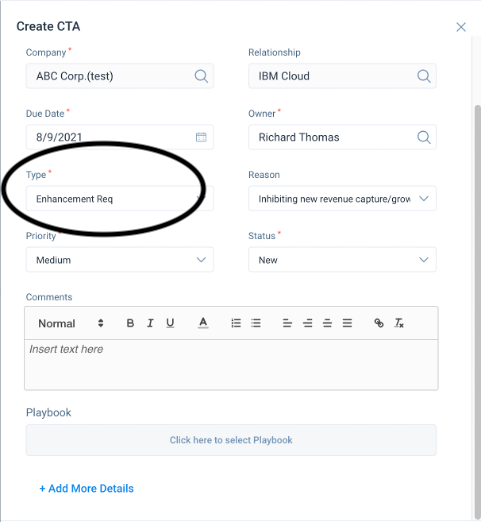 Create CTA
Company * Relationship
ABC Corp.(test) IBM Cloud
Due Date * Owner *
8/9/2021 Richard Thomas
Type * Reason
Enhancement Req Inhibiting new revenue capture/grow
Priority Status *
Medium New
Comments
Normal B I U A
Insert text here
Playbook
Click here to select Playbook
+ Add More Details